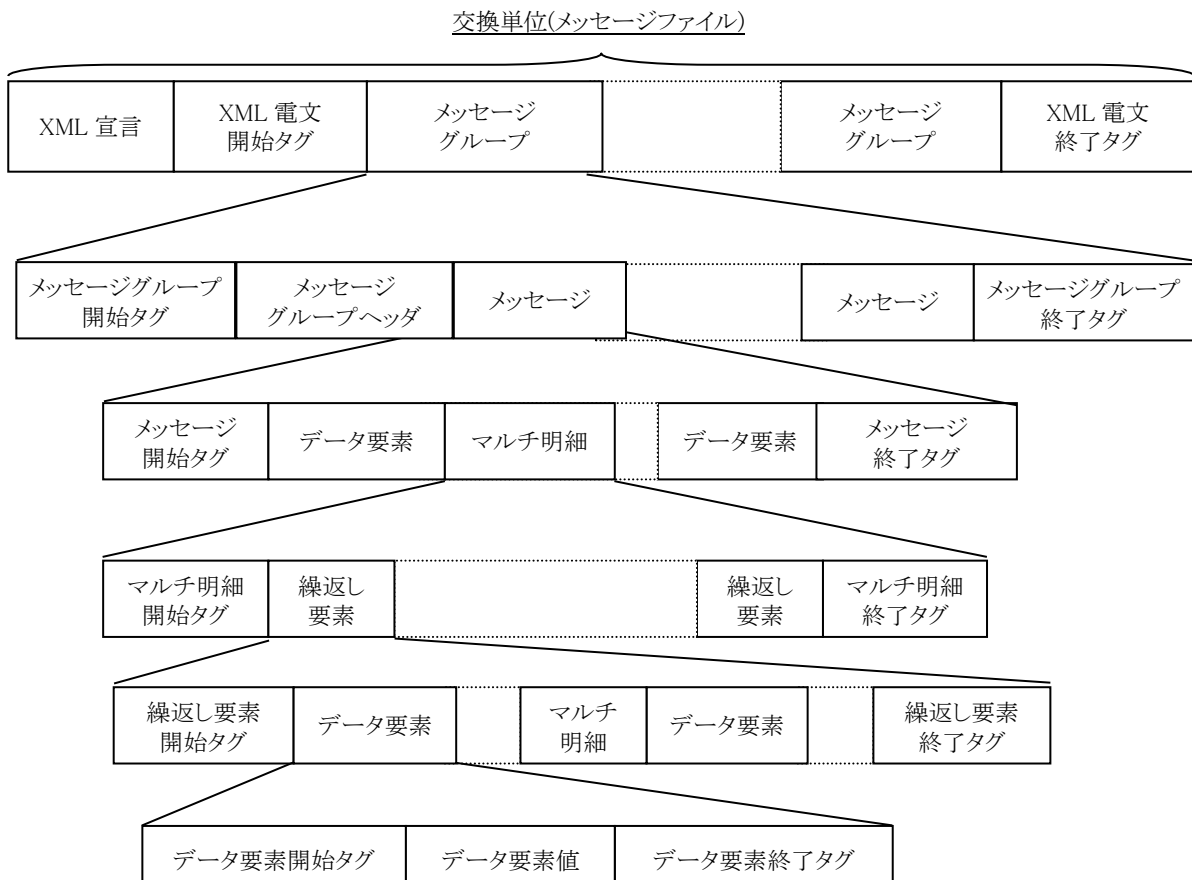 交換単位(メッセージファイル)
XML 宣言
XML 電文
開始タグ
メッセージ
グループ
メッセージ
グループ
XML 電文
終了タグ
メッセージグループ
開始タグ
メッセージ
グループヘッダ
メッセージ
メッセージ
メッセージグループ
終了タグ
メッセージ
開始タグ
データ要素
マルチ明細
データ要素
メッセージ
終了タグ
マルチ明細
開始タグ
繰返し
要素
繰返し
要素
マルチ明細
終了タグ
繰返し要素
開始タグ
データ要素
マルチ
明細
データ要素
繰返し要素
終了タグ
データ要素開始タグ
データ要素値
データ要素終了タグ